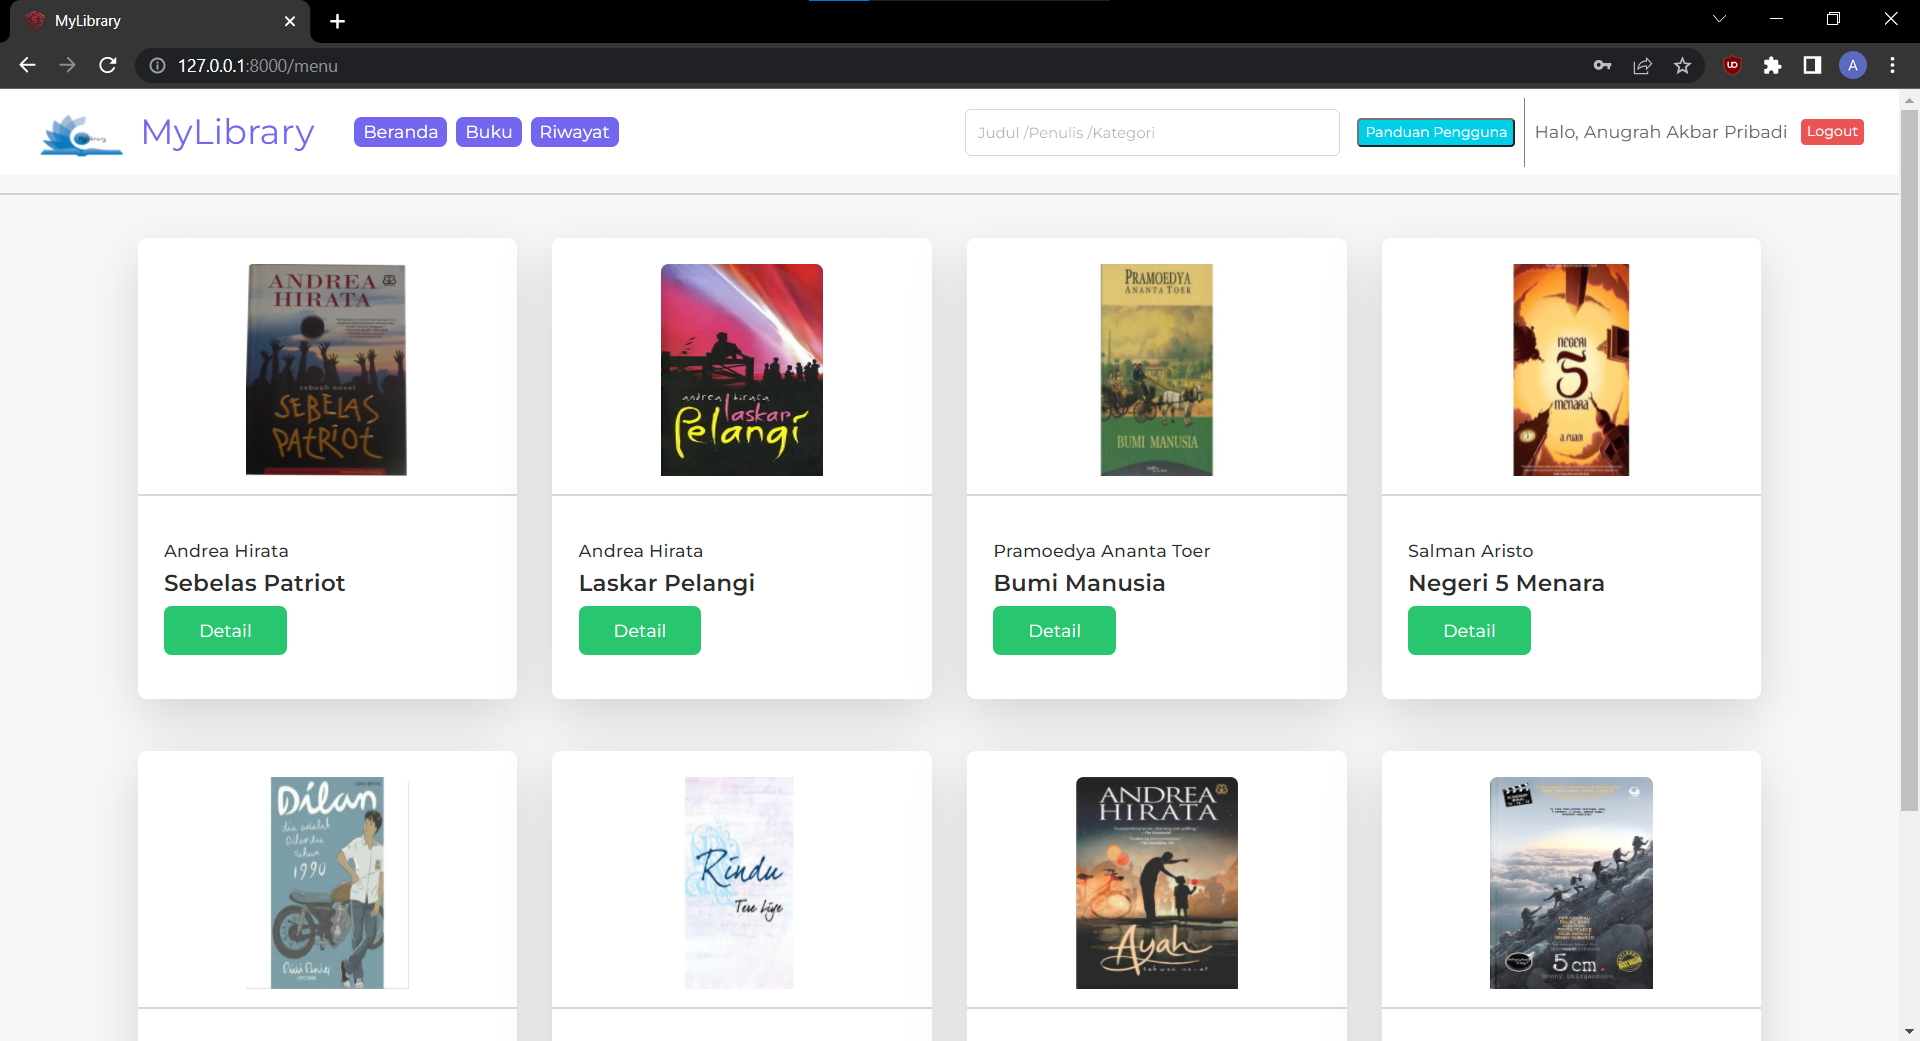 MyLibrary
127.0.0.1:8000/menu
A
MyLibrary
Beranda
Buku
Riwayat
Judul /Penulis /Kategori
Panduan Pengguna
Halo, Anugrah Akbar Pribadi
Logout
ANDREA
HIRATA
sebuah novel
SEBELAS
PATRIOT
andrea hirata
laskar
Pelangi
PRAMOEDYA
ANANTA TOER
BUMI MANUSIA
NEGERI
5
MENARA
A. FUADI
Andrea Hirata
Sebelas Patriot
Detail
Andrea Hirata
Laskar Pelangi
Detail
Pramoedya Ananta Toer
Bumi Manusia
Detail
Salman Aristo
Negeri 5 Menara
Detail
Dilan
dia adalah
Dilanku
tahun
1990
Rindu
Tere Liye
ANDREA
HIRATA
Ayah
5 cm.
Donny Dhirgantoro